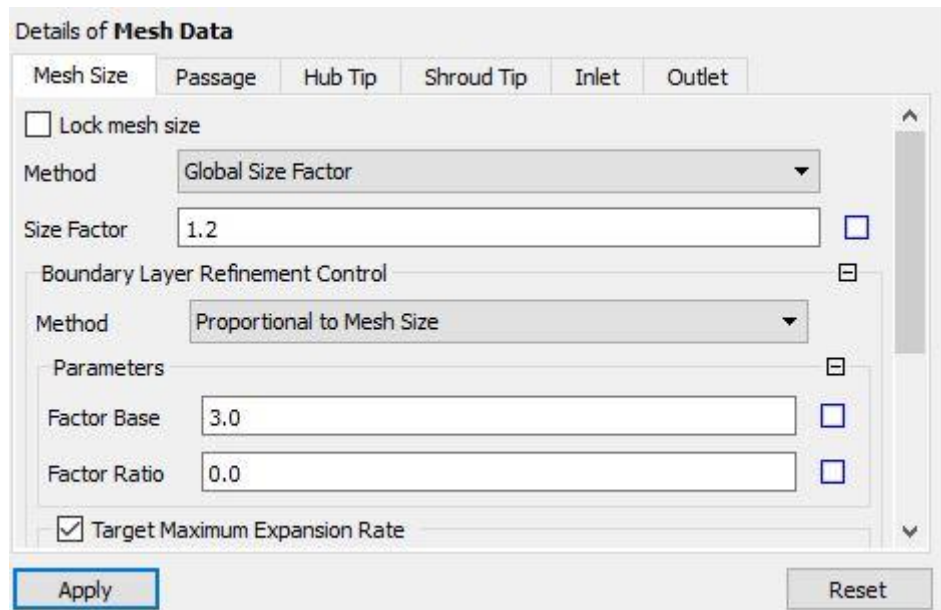 Details of Mesh Data
Mesh Size Passage Hub Tip Shroud Tip Inlet Outlet
Lock mesh size
Method Global Size Factor
Size Factor 1.2
Boundary Layer Refinement Control
Method Proportional to Mesh Size
Parameters
Factor Base 3.0
Factor Ratio 0.0
Target Maximum Expansion Rate
Apply Reset